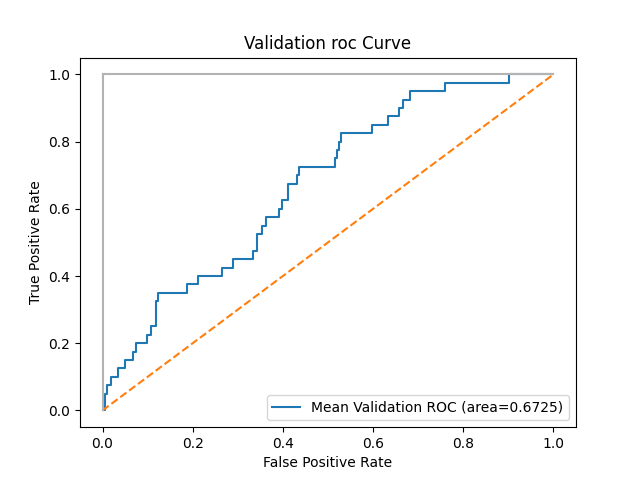 Validation roc Curve
1.0
0.8
0.6
0.4
0.2
0.0
True Positive Rate
Mean Validation ROC (area=0.6725)
0.0 0.2 0.4 0.6 0.8 1.0
False Positive Rate